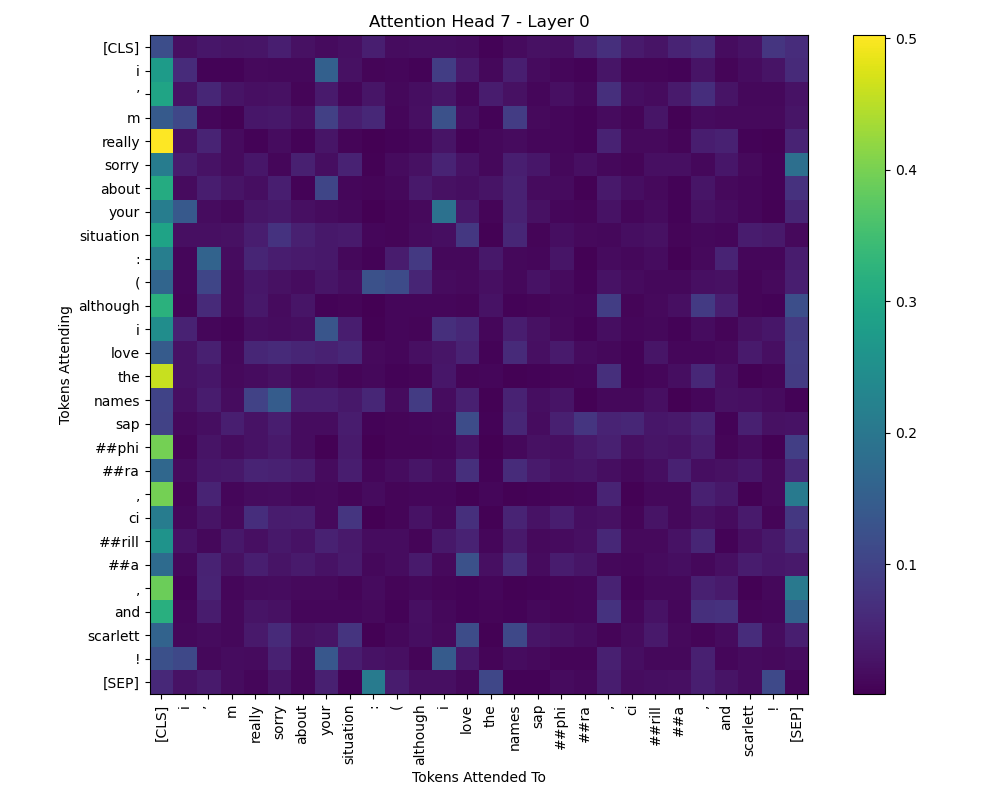 Attention Head 7 - Layer 0
Tokens Attending
[CLS]
i
’
m
really
sorry
about
your
situation
:
(
although
i
love
the
names
sap
##phi
##ra
,
ci
##rill
##a
,
and
scarlett
!
[SEP]
[CLS]
i
’
m
really
sorry
about
your
situation
:
(
although
i
love
the
names
sap
##phi
##ra
,
ci
##rill
##a
,
and
scarlett
!
[SEP]
Tokens Attended To
0.5
0.4
0.3
0.2
0.1